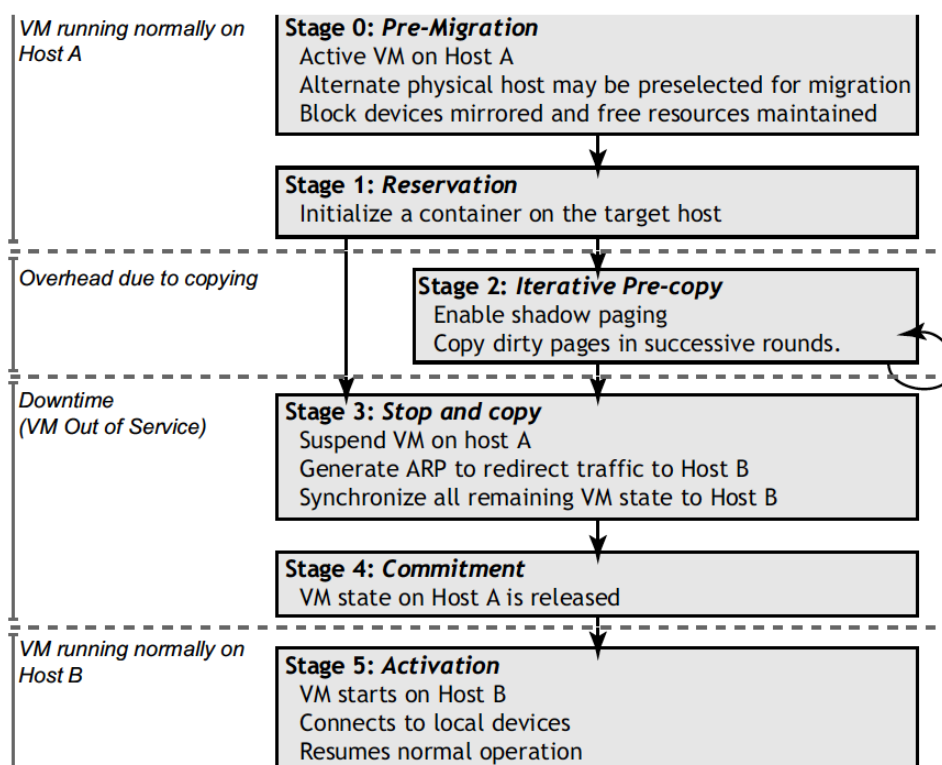 VM running normally on
Host A
Stage 0: Pre-Migration
Active VM on Host A
Alternate physical host may be preselected for migration
Block devices mirrored and free resources maintained
Stage 1: Reservation
Initialize a container on the target host
Overhead due to copying
Stage 2: Iterative Pre-copy
Enable shadow paging
Copy dirty pages in successive rounds.
Downtime
(VM Out of Service)
Stage 3: Stop and copy
Suspend VM on host A
Generate ARP to redirect traffic to Host B
Synchronize all remaining VM state to Host B
Stage 4: Commitment
VM state on Host A is released
VM running normally on
Host B
Stage 5: Activation
VM starts on Host B
Connects to local devices
Resumes normal operation